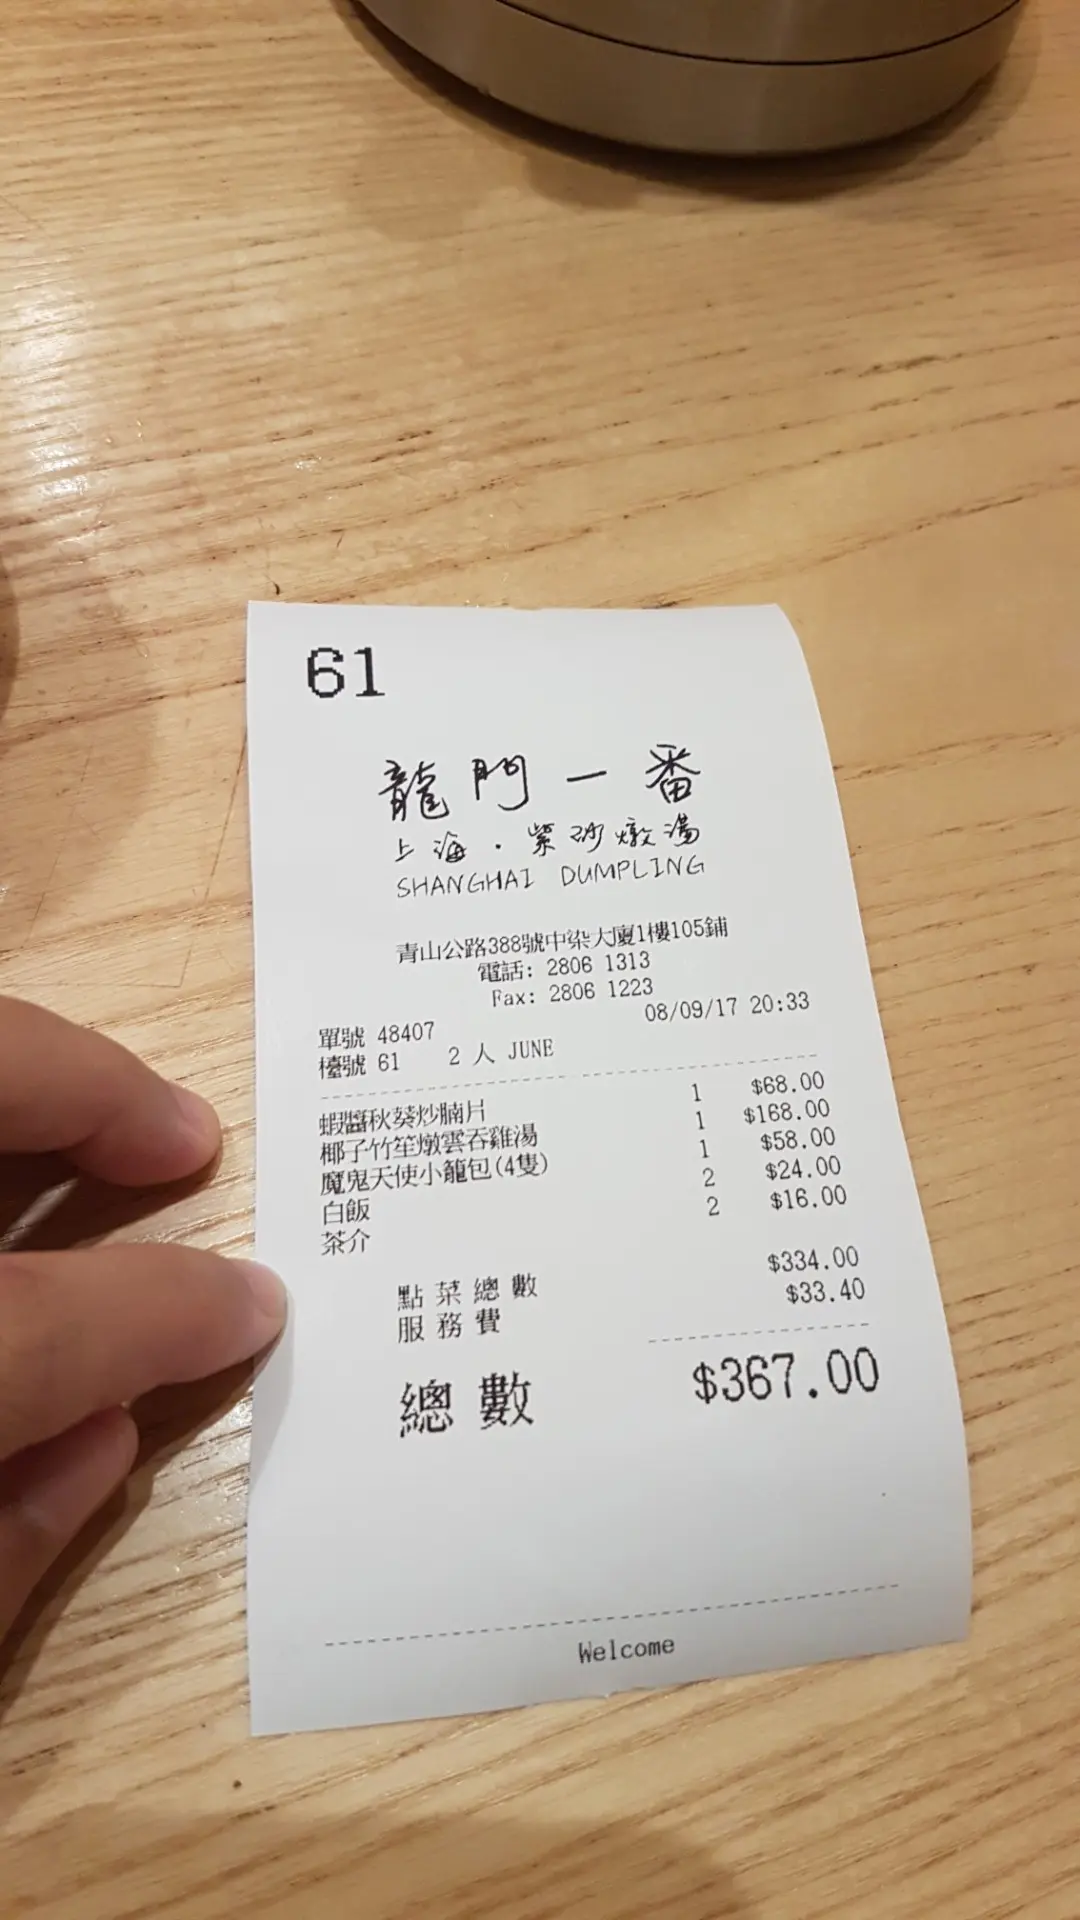 61
龍門一番
上海·紫砂燉湯
SHANGHAI DUMPLING
青山公路388號中染大廈1樓105鋪
電話: 2806 1313
Fax: 2806 1223
08/09/17 20:33
單號 48407
檯號 61 2 人 JUNE
蝦醬秋葵炒腩片 1 $68.00
椰子竹笙燉雲吞雞湯 1 $168.00
魔鬼天使小籠包(4隻) 1 $58.00
白飯 2 $24.00
茶介 2 $16.00
點菜總數 $334.00
服務費 $33.40
總數 $367.00
Welcome